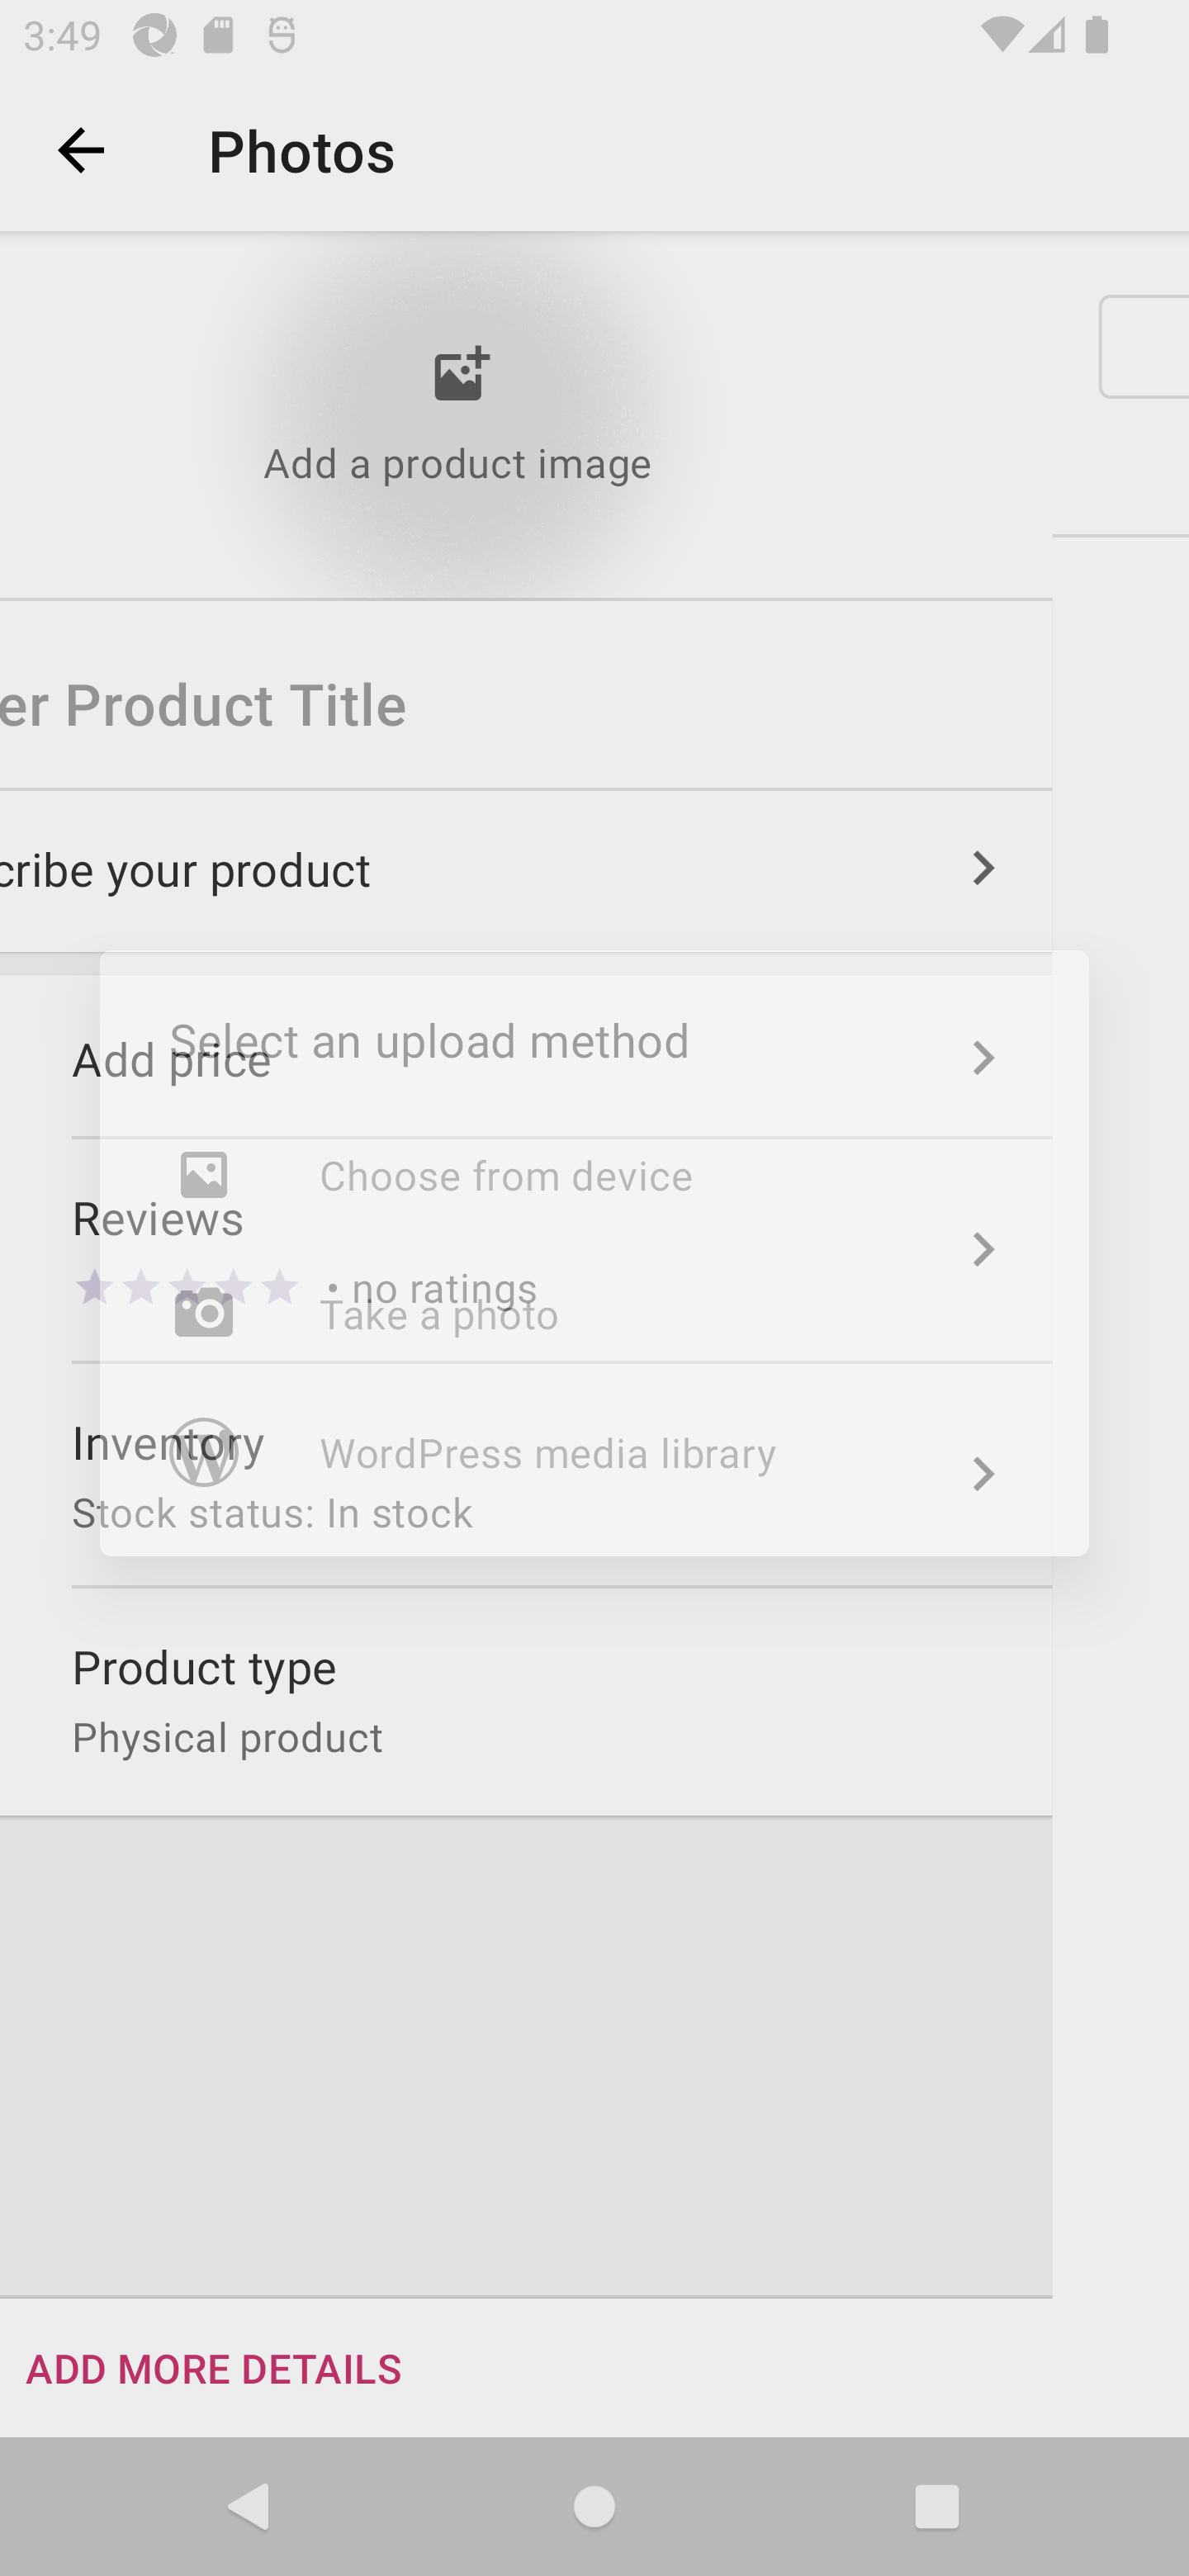 3:49
Photos
Add a product image
er Product Title
cribe your product
Select an upload method
Add price
Choose from device
Reviews
• no ratings
Take a photo
Inventory
WordPress media library
Stock status: In stock
Product type
Physical product
ADD MORE DETAILS